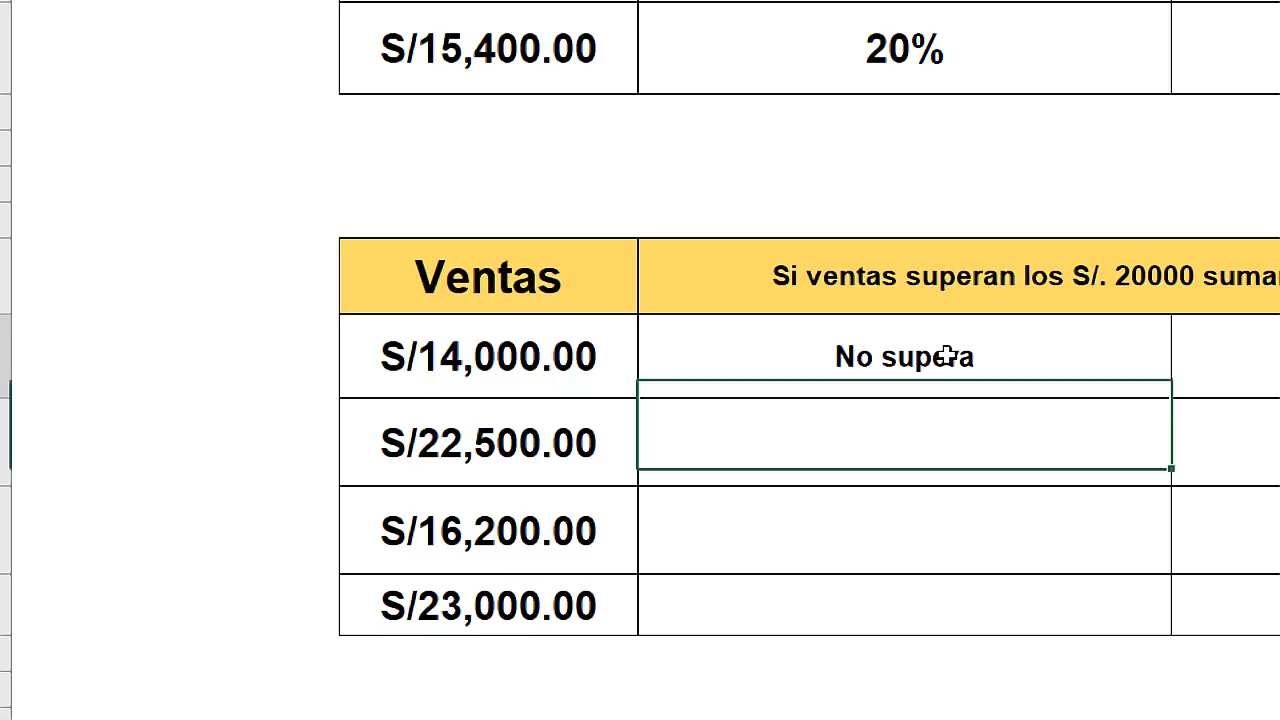 S/15,400.00 20%
Ventas Si ventas superan los S/. 20000
S/14,000.00 No supera
S/22,500.00
S/16,200.00
S/23,000.00